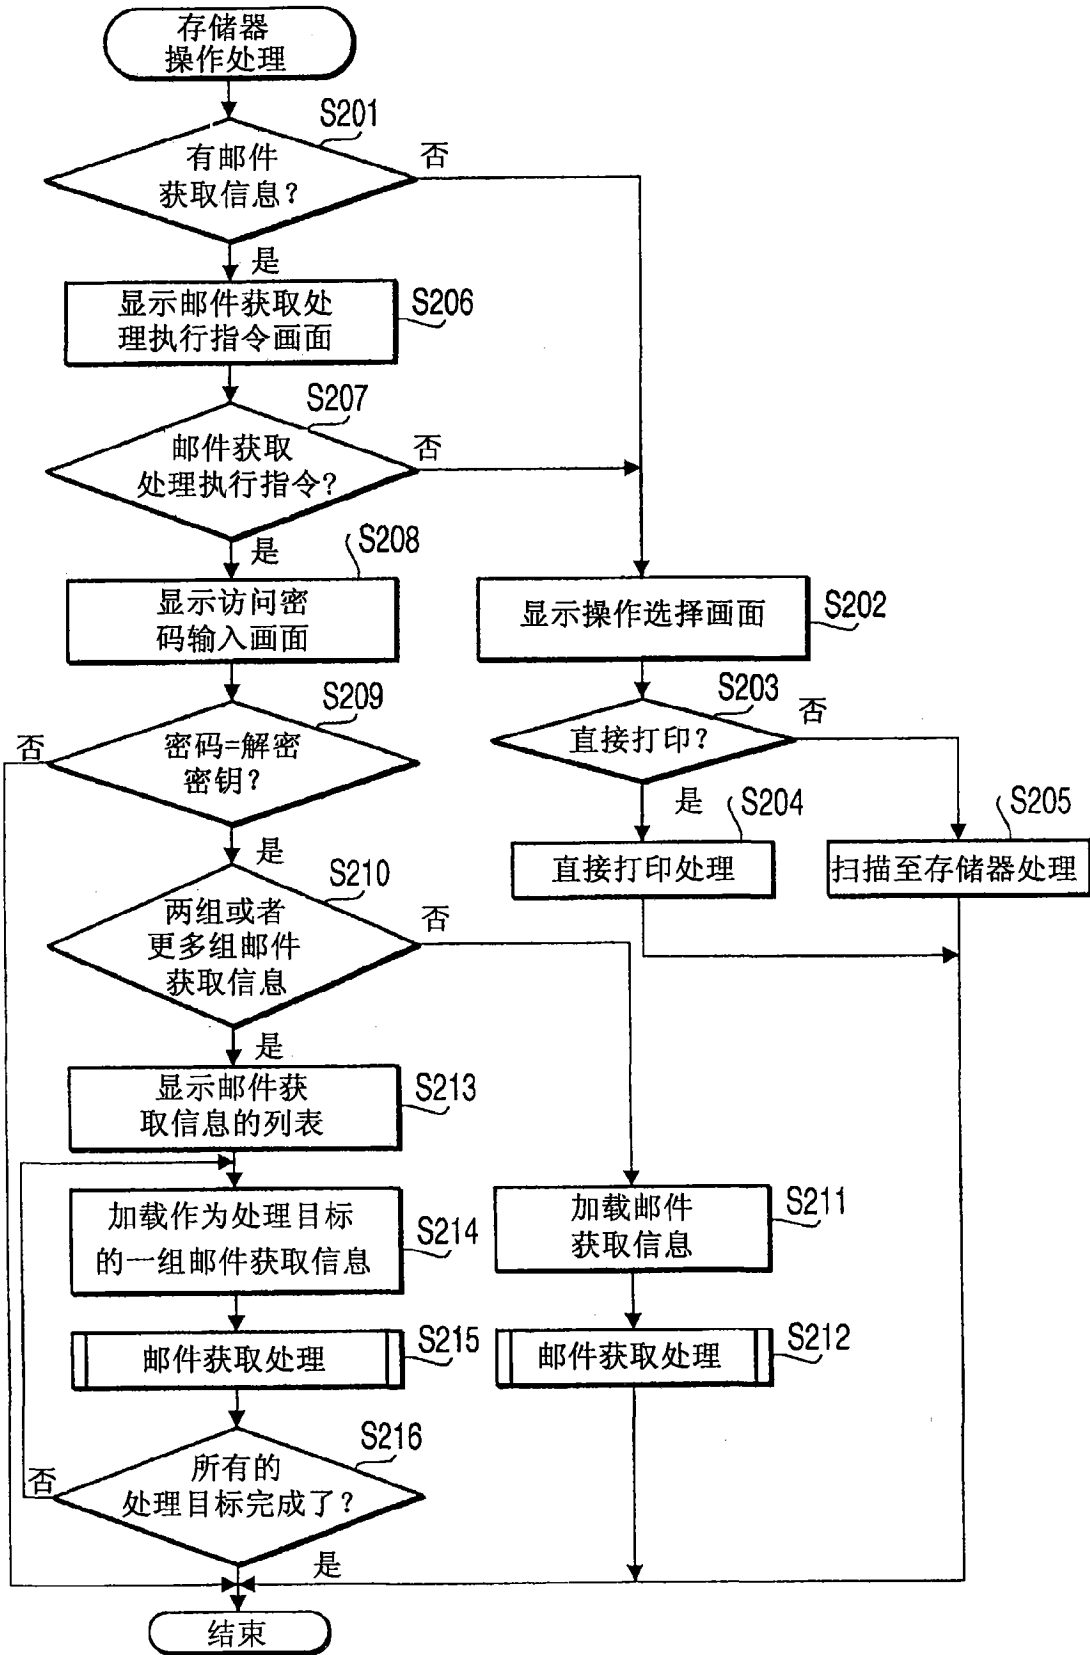 存储器
操作处理
S201
有邮件
获取信息？
否
是
显示邮件获取处
理执行指令画面
S206
S207
邮件获取
处理执行指令？
否
是
S208
显示访问密
码输入画面
显示操作选择画面
S202
S209
否
密码=解密
密钥？
是
S203
直接打印？
否
是
S204
直接打印处理
S205
扫描至存储器处理
S210
两组或者
更多组邮件
获取信息
否
是
显示邮件获
取信息的列表
S213
加载作为处理目标
的一组邮件获取信息
S214
加载邮件
获取信息
S211
邮件获取处理
S215
邮件获取处理
S212
S216
所有的
处理目标完成了？
否
是
结束